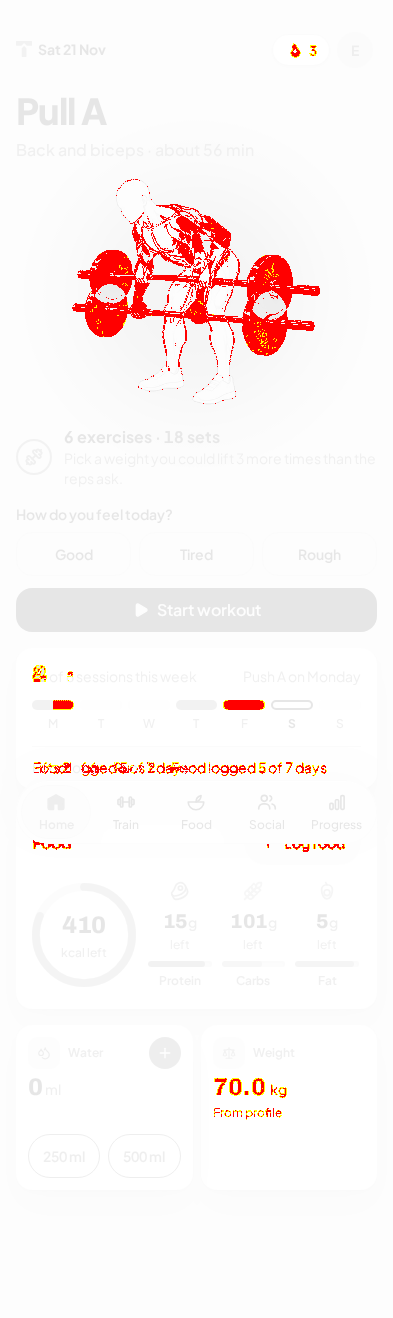 Sat 21 Nov
3
E
Pull A
Back and biceps · about 56 min
6 exercises · 18 sets
Pick a weight you could lift 3 more times than the
reps ask.
How do you feel today?
Good Tired Rough
Start workout
sessions this week Push A on Monday
M T W T F S S
logged 5 of 7 days
Home Train Food Social Progress
Food
410
kcal left
15g 101g 5g
left left left
Protein Carbs Fat
Water
0 ml
250 ml 500 ml
Weight
70.0 kg
From profile